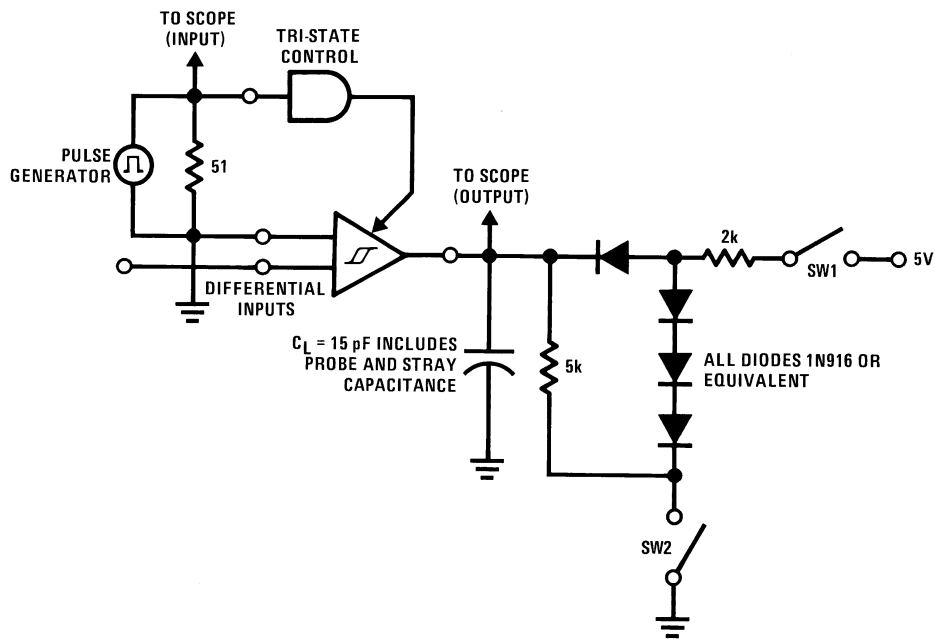 TO SCOPE
(INPUT)
TRI-STATE
CONTROL
PULSE
GENERATOR
51
TO SCOPE
(OUTPUT)
2k
SW1
5V
DIFFERENTIAL
INPUTS
CL = 15 pF INCLUDES
PROBE AND STRAY
CAPACITANCE
5k
ALL DIODES 1N916 OR
EQUIVALENT
SW2